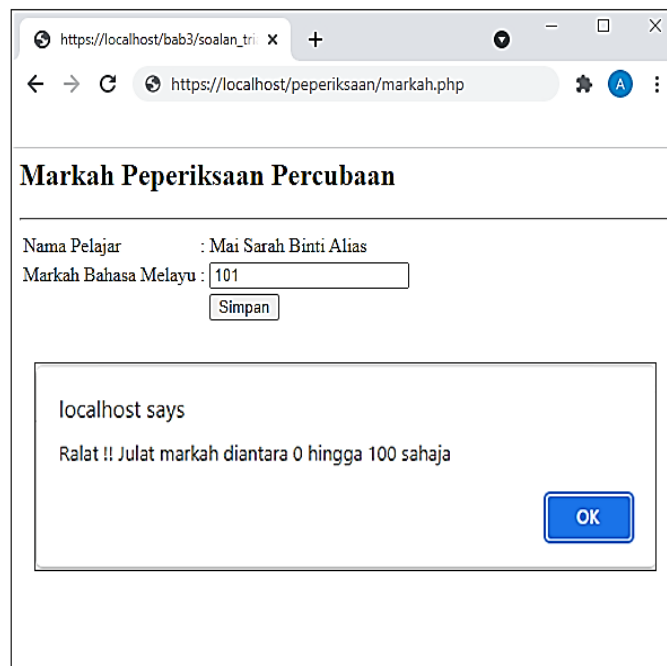 https://localhost/bab3/soalan_tri
https://localhost/peperiksaan/markah.php
A
Markah Peperiksaan Percubaan
Nama Pelajar : Mai Sarah Binti Alias
Markah Bahasa Melayu : 101
Simpan
localhost says
Ralat !! Julat markah diantara 0 hingga 100 sahaja
OK